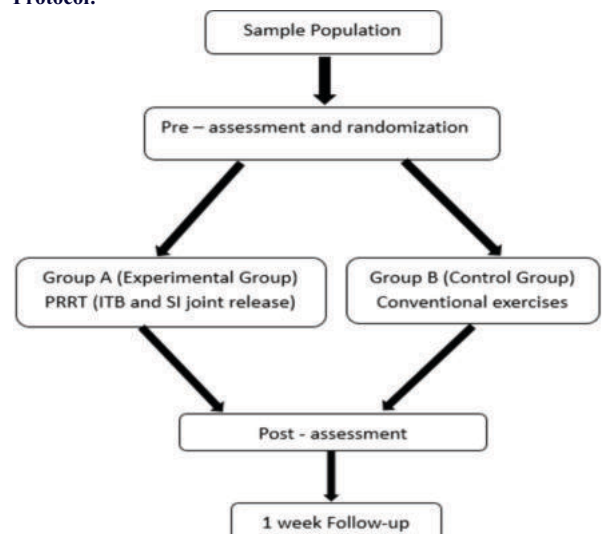 Protocol:
Sample Population
Pre – assessment and randomization
Group A (Experimental Group)
PRRT (ITB and SI joint release)
Group B (Control Group)
Conventional exercises
Post - assessment
1 week Follow-up